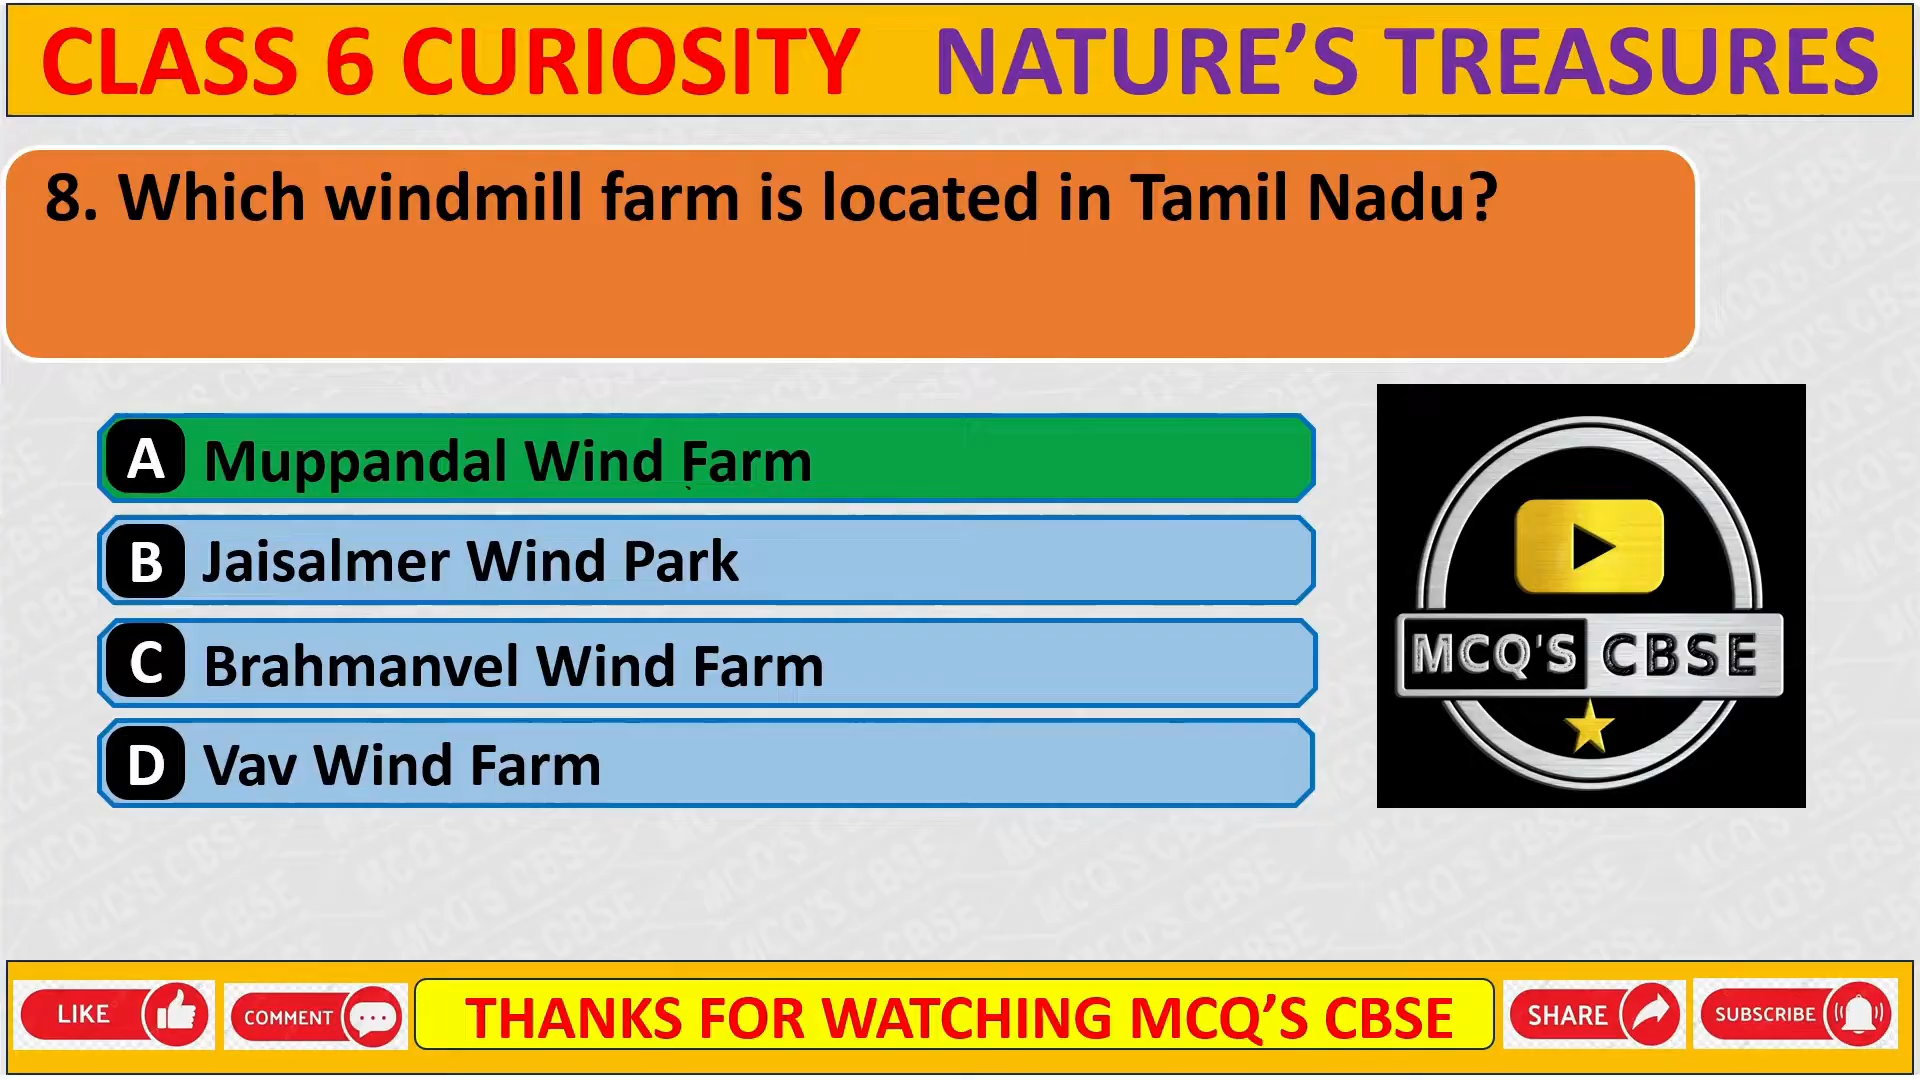 CLASS 6 CURIOSITY NATURE’S TREASURES
8. Which windmill farm is located in Tamil Nadu?
A Muppandal Wind Farm
B Jaisalmer Wind Park
C Brahmanvel Wind Farm
D Vav Wind Farm
MCQ'S CBSE
LIKE COMMENT THANKS FOR WATCHING MCQ’S CBSE SHARE SUBSCRIBE